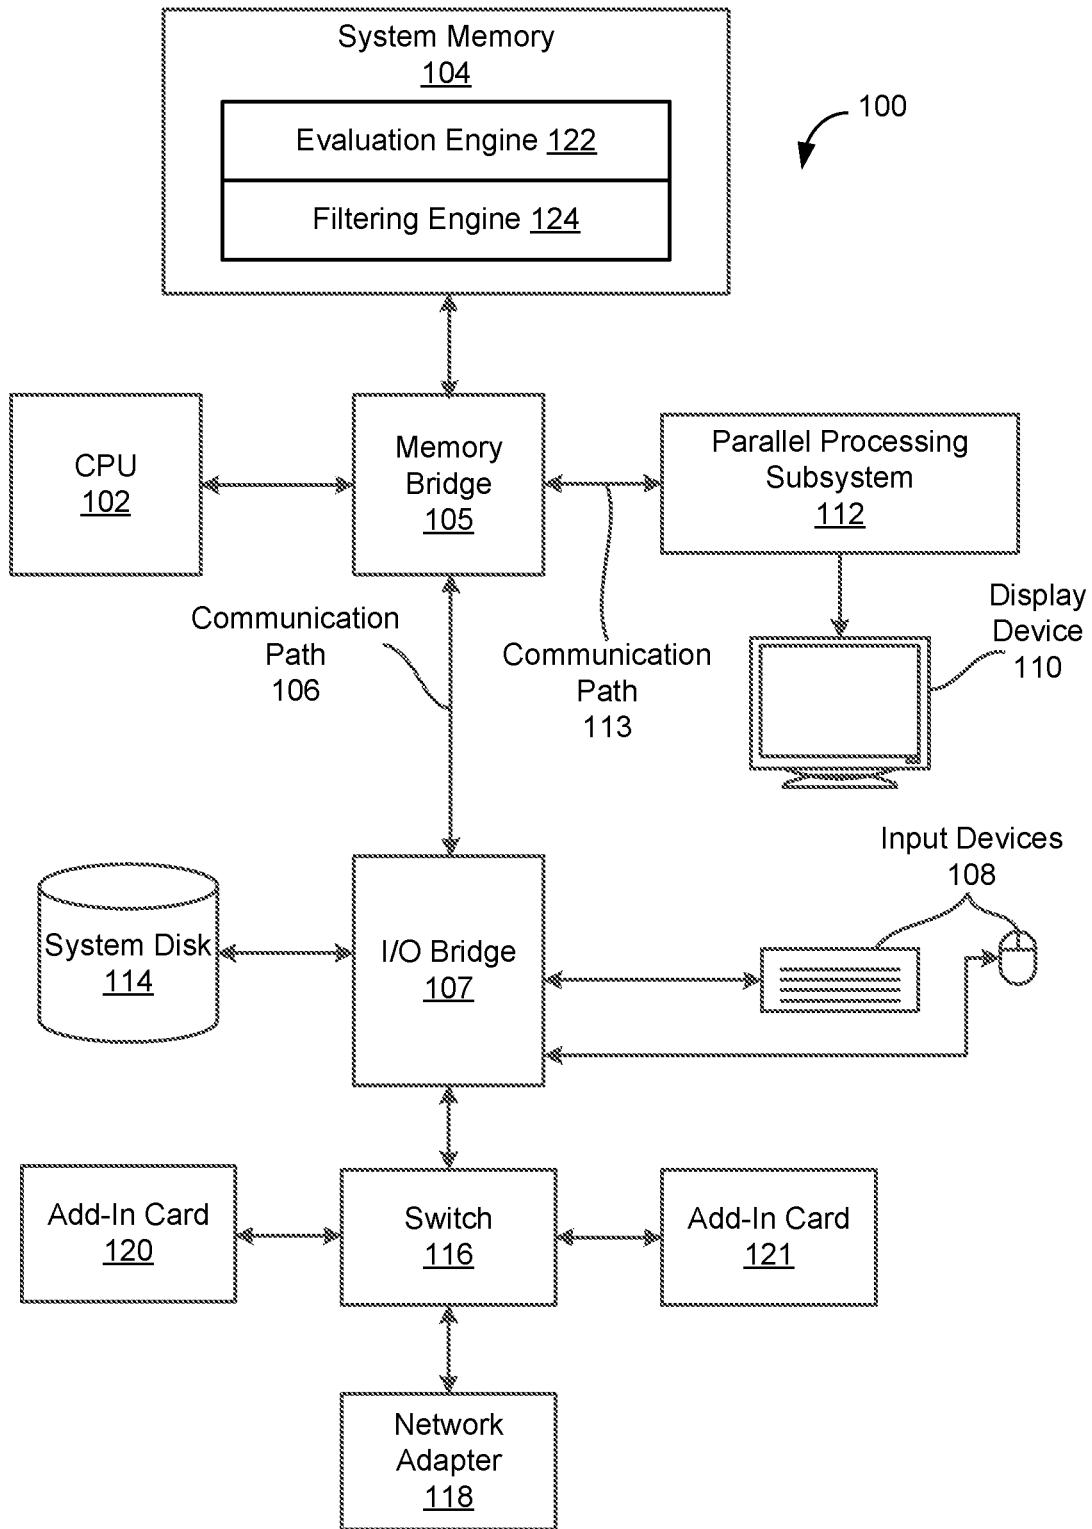 System Memory
104
Evaluation Engine 122
Filtering Engine 124
100
CPU
102
Memory
Bridge
105
Parallel Processing
Subsystem
112
Communication
Path
106
Communication
Path
113
Display
Device
110
System Disk
114
I/O Bridge
107
Input Devices
108
Add-In Card
120
Switch
116
Add-In Card
121
Network
Adapter
118